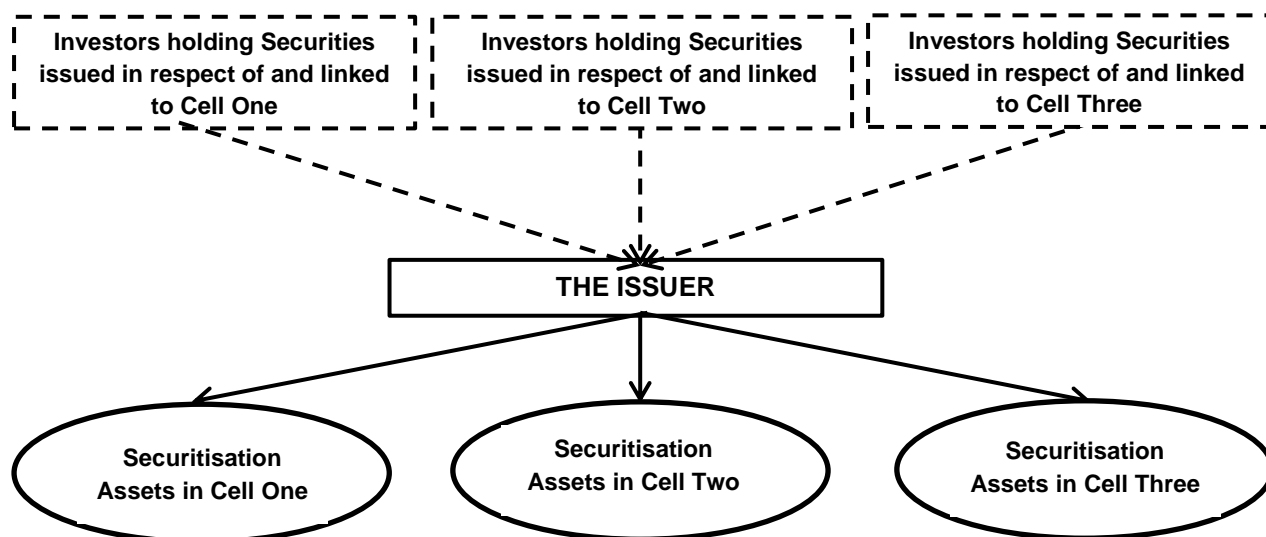 Investors holding Securities
issued in respect of and linked
to Cell One
Investors holding Securities
issued in respect of and linked
to Cell Two
Investors holding Securities
issued in respect of and linked
to Cell Three
THE ISSUER
Securitisation
Assets in Cell One
Securitisation
Assets in Cell Two
Securitisation
Assets in Cell Three